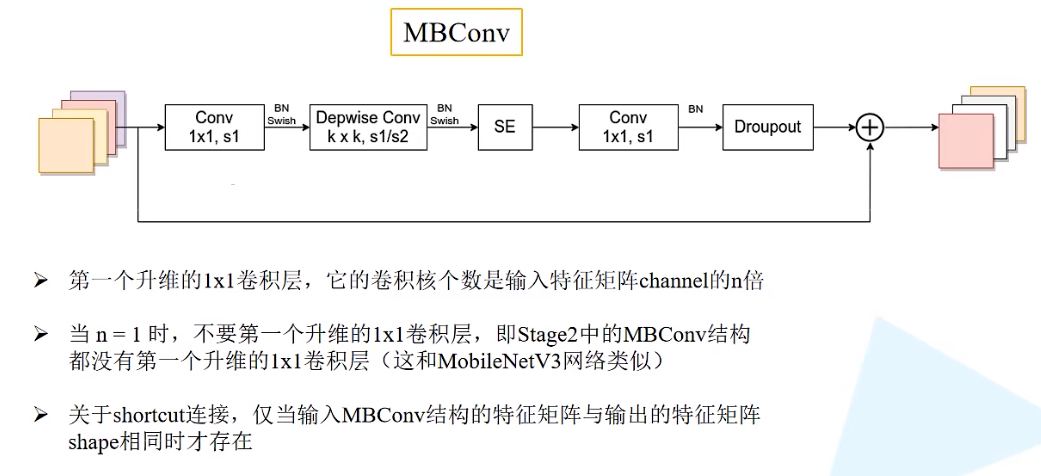 MBConv
Conv
1x1, s1
BN
Swish
Depwise Conv
k x k, s1/s2
BN
Swish
SE
Conv
1x1, s1
BN
Droupout
➢ 第一个升维的1x1卷积层，它的卷积核个数是输入特征矩阵channel的n倍
➢ 当 n = 1 时，不要第一个升维的1x1卷积层，即Stage2中的MBConv结构
都没有第一个升维的1x1卷积层（这和MobileNetV3网络类似）
➢ 关于shortcut连接，仅当输入MBConv结构的特征矩阵与输出的特征矩阵
shape相同时才存在